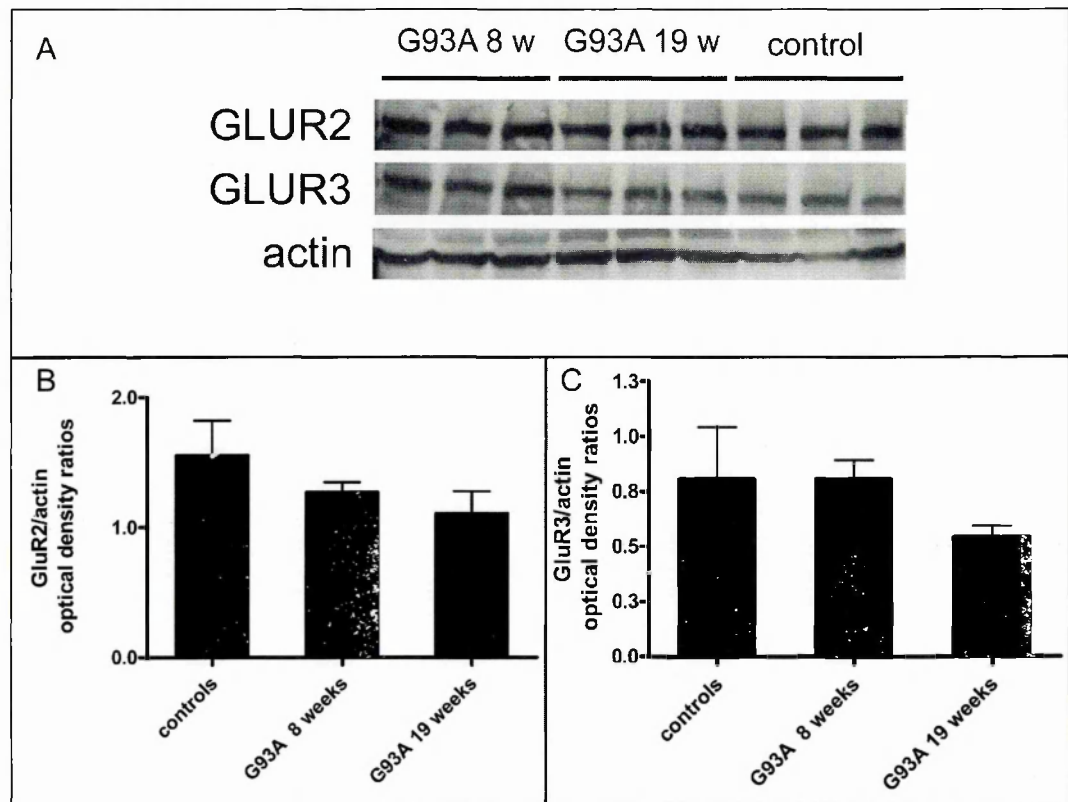 A
G93A 8 w G93A 19 w control
GLUR2
GLUR3
actin
B
GluR2/actin
optical density ratios
2.0
1.0
0.0
controls
G93A 8 weeks
G93A 19 weeks
C
GluR3/actin
optical density ratios
1.3
1.0
0.8
0.5
0.3
0.0
controls
G93A 8 weeks
G93A 19 weeks